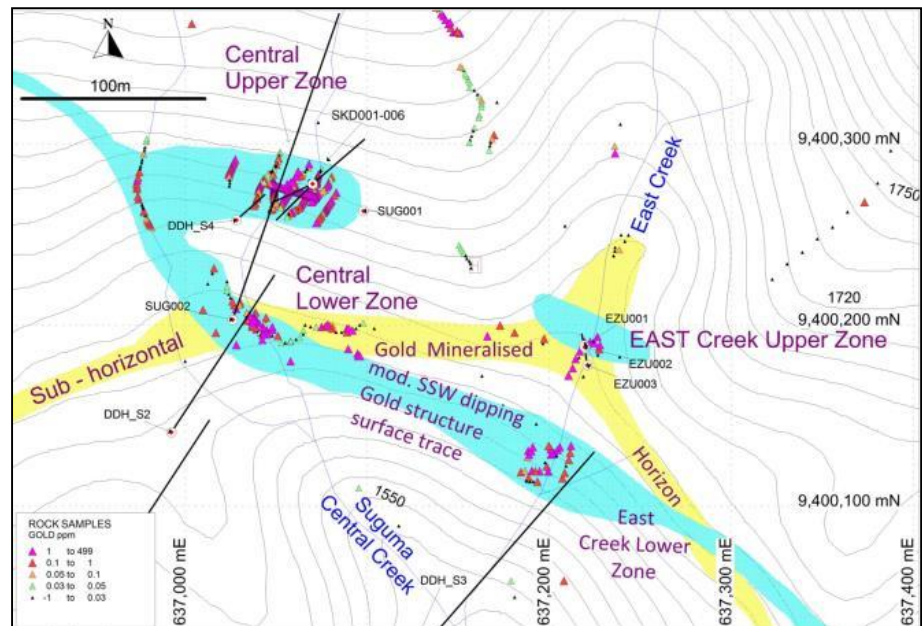 N
100m
Central
Upper Zone
SKD001-006
9,400,300 mN
East Creek
1750
DDH_S4
SUG001
Central
Lower Zone
SUG002
1720
EZU001
9,400,200 mN
EAST Creek Upper Zone
EZU002
EZU003
Sub - horizontal
Gold Mineralised
mod. SSW dipping
Gold structure
surface trace
DDH_S2
Horizon
1550
Suguma
Central Creek
9,400,100 mN
East
Creek Lower
Zone
DDH_S3
ROCK SAMPLES
GOLD ppm
1 to 499
0.1 to 1
0.05 to 0.1
0.03 to 0.05
-1 to 0.03
637,000 mE
637,200 mE
637,300 mE
637,400 mE